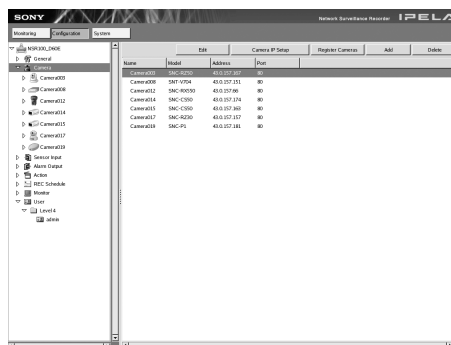 SONY
Network Surveillance Recorder
IPELA
Monitoring Configuration System
NSR100_D60E
General
Camera
Camera003
Camera008
Camera012
Camera014
Camera015
Camera017
Camera019
Sensor Input
Alarm Output
Action
REC Schedule
Monitor
User
Level 4
admin
Edit Camera IP Setup Register Cameras Add Delete
Name Model Address Port
Camera003 SNC-RZ50 43.0.157.167 80
Camera008 SNT-V704 43.0.157.151 80
Camera012 SNC-RX550 43.0.157.66 80
Camera014 SNC-CS50 43.0.157.174 80
Camera015 SNC-CS50 43.0.157.163 80
Camera017 SNC-RZ30 43.0.157.157 80
Camera019 SNC-P1 43.0.157.181 80